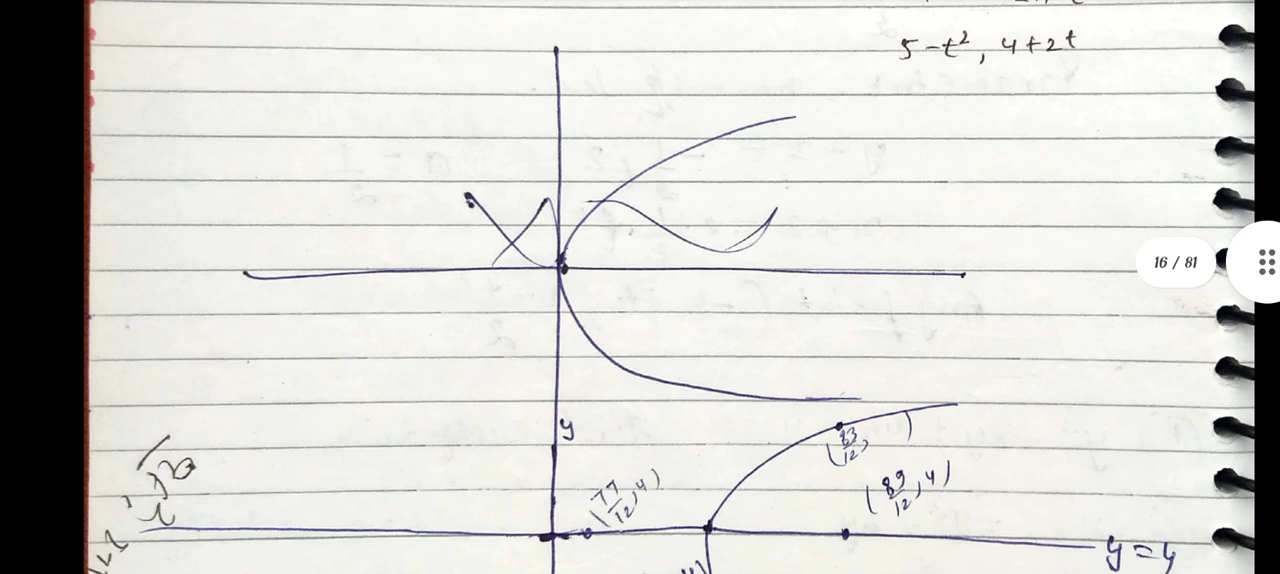 5-t², 4+2t
16 / 81
y
(83/12,
(77/12, 4)
(89/12, 4)
y = 4